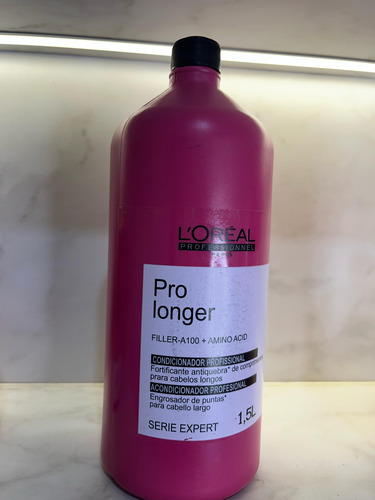 L'ORÉAL
PROFESSIONNEL
Pro
longer
FILLER-A100 + AMINO ACID
CONDICIONADOR PROFISSIONAL
Fortificante antiquebra* de
prara cabelos longos
ACONDICIONADOR PROFESIONAL
Engrosador de puntas*
para cabello largo
1,5L
SERIE EXPERT